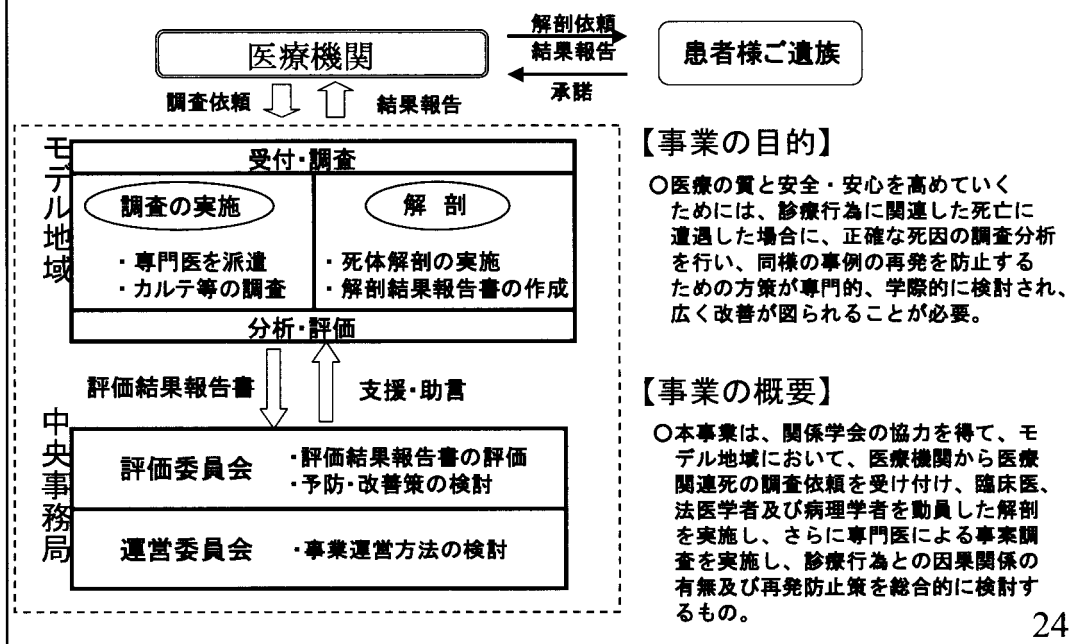 医療機関
解剖依頼
結果報告
承諾
患者様ご遺族
調査依頼
結果報告
モデル地域
受付・調査
調査の実施
・専門医を派遣
・カルテ等の調査
解 剖
・死体解剖の実施
・解剖結果報告書の作成
分析・評価
評価結果報告書
支援・助言
中央事務局
評価委員会
・評価結果報告書の評価
・予防・改善策の検討
運営委員会
・事業運営方法の検討
【事業の目的】
○医療の質と安全・安心を高めていく
ためには、診療行為に関連した死亡に
遭遇した場合に、正確な死因の調査分析
を行い、同様の事例の再発を防止する
ための方策が専門的、学際的に検討され、
広く改善が図られることが必要。
【事業の概要】
○本事業は、関係学会の協力を得て、モ
デル地域において、医療機関から医療
関連死の調査依頼を受け付け、臨床医、
法医学者及び病理学者を動員した解剖
を実施し、さらに専門医による事案調
査を実施し、診療行為との因果関係の
有無及び再発防止策を総合的に検討す
るもの。
24